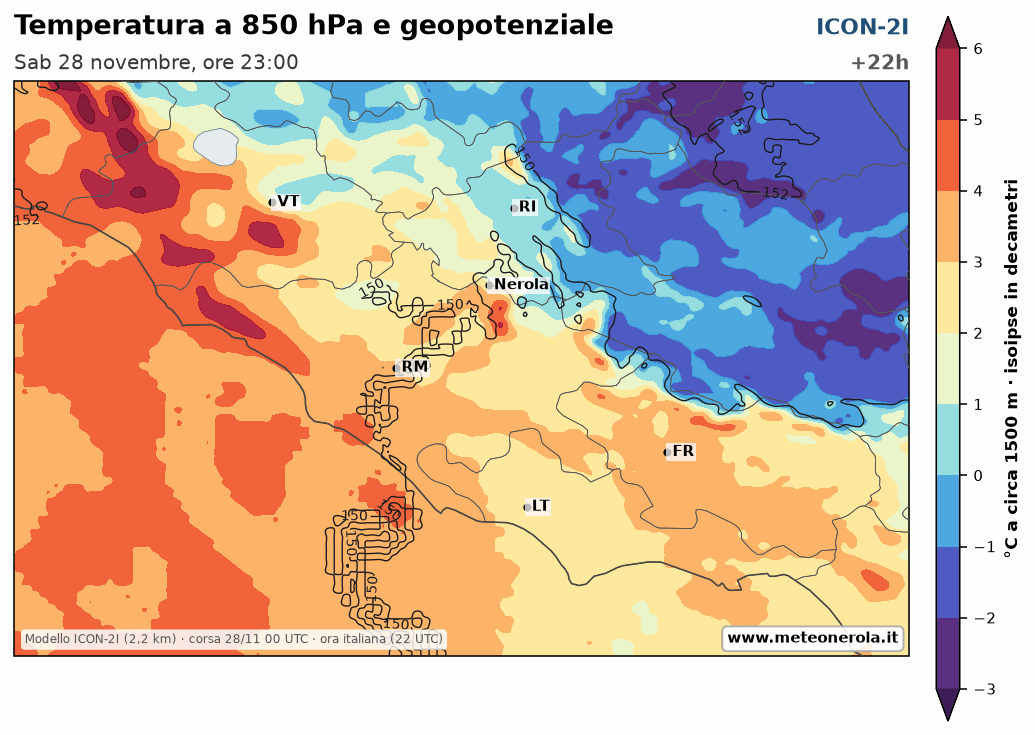 Temperatura a 850 hPa e geopotenziale
ICON-2I
Sab 28 novembre, ore 23:00
+22h
152
152
150
152
VT
RI
Nerola
150
150
RM
FR
LT
150
150
150
150
150
Modello ICON-2I (2,2 km) · corsa 28/11 00 UTC · ora italiana (22 UTC)
www.meteonerola.it
6
5
4
3
2
1
0
−1
−2
−3
°C a circa 1500 m · isoipse in decametri